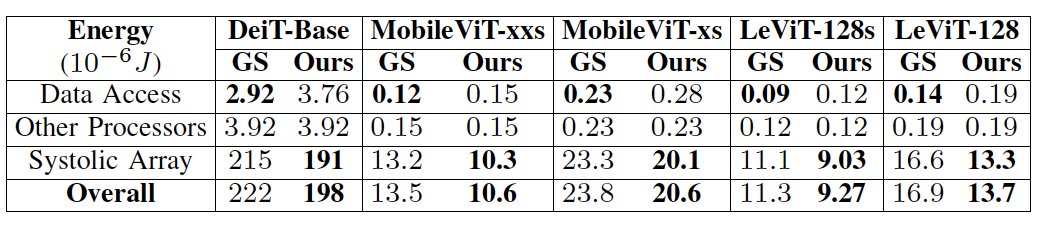 Energy DeiT-Base MobileViT-xxs MobileViT-xs LeViT-128s LeViT-128
(10⁻⁶J) GS Ours GS Ours GS Ours GS Ours GS Ours
Data Access 2.92 3.76 0.12 0.15 0.23 0.28 0.09 0.12 0.14 0.19
Other Processors 3.92 3.92 0.15 0.15 0.23 0.23 0.12 0.12 0.19 0.19
Systolic Array 215 191 13.2 10.3 23.3 20.1 11.1 9.03 16.6 13.3
Overall 222 198 13.5 10.6 23.8 20.6 11.3 9.27 16.9 13.7